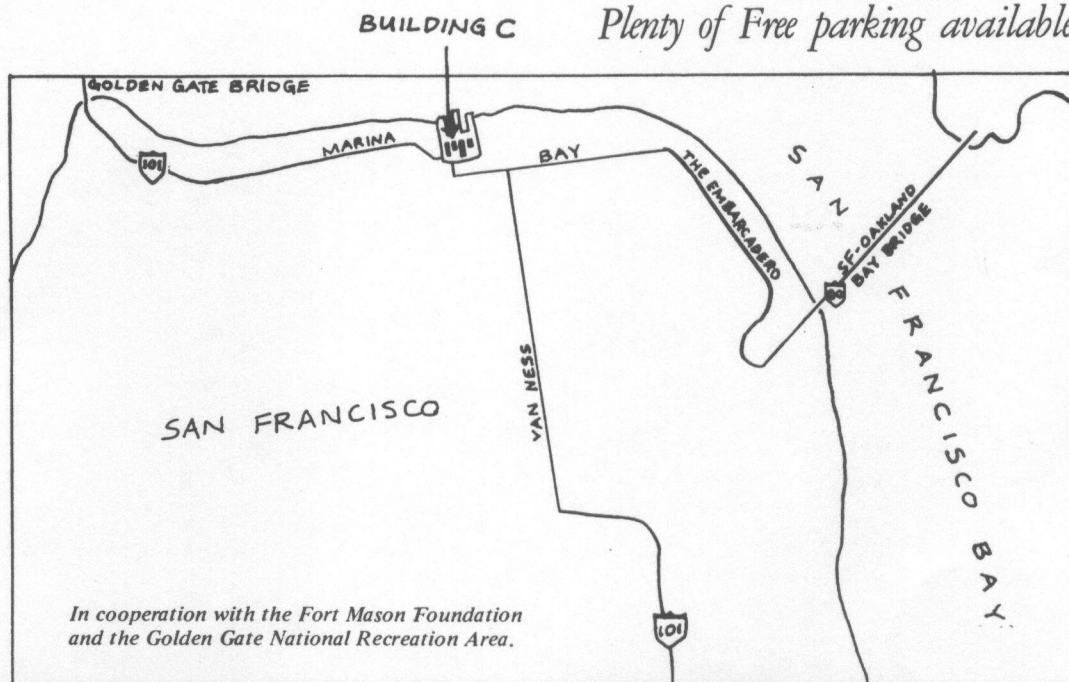 BUILDING C
Plenty of Free parking available
GOLDEN GATE BRIDGE
101
MARINA
BAY
THE EMBARCADERO
SAN FRANCISCO BAY
SF-OAKLAND
BAY BRIDGE
80
VAN NESS
SAN FRANCISCO
In cooperation with the Fort Mason Foundation
and the Golden Gate National Recreation Area.
101